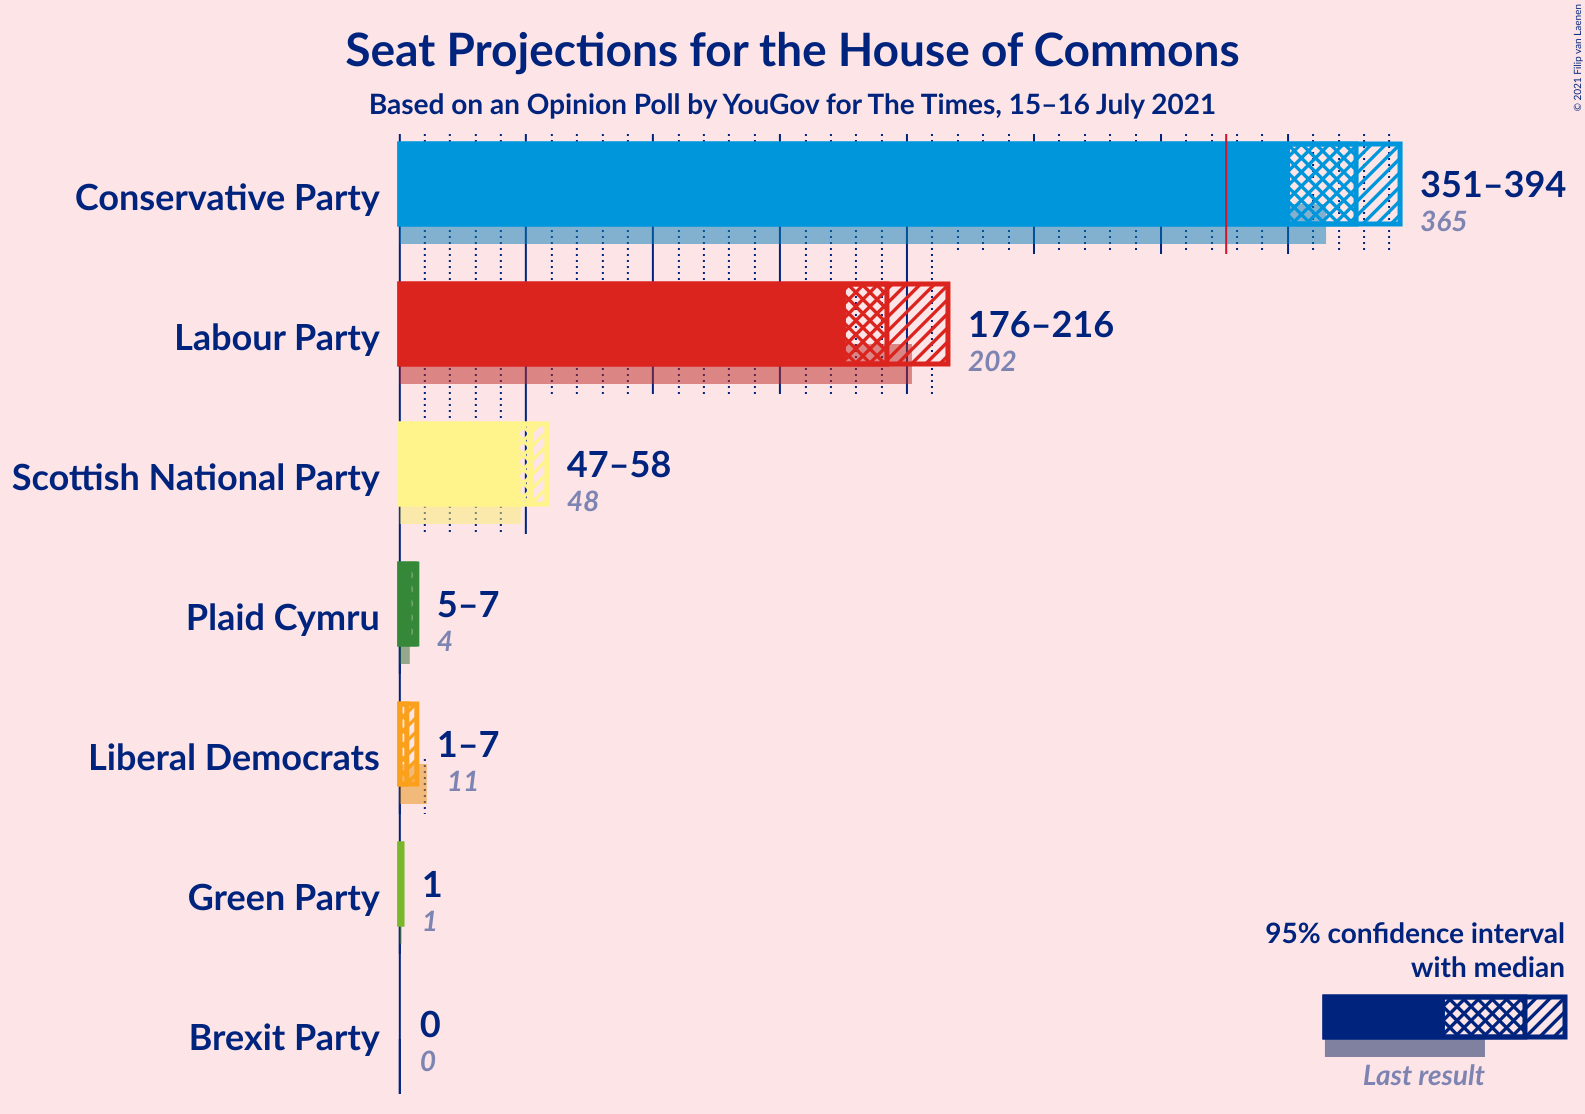 Seat Projections for the House of Commons
Based on an Opinion Poll by YouGov for The Times, 15–16 July 2021
© 2021 Filip van Laenen
Conservative Party
351–394
365
Labour Party
176–216
202
Scottish National Party
47–58
48
Plaid Cymru
5–7
4
Liberal Democrats
1–7
11
Green Party
1
1
Brexit Party
0
0
95% confidence interval
with median
Last result